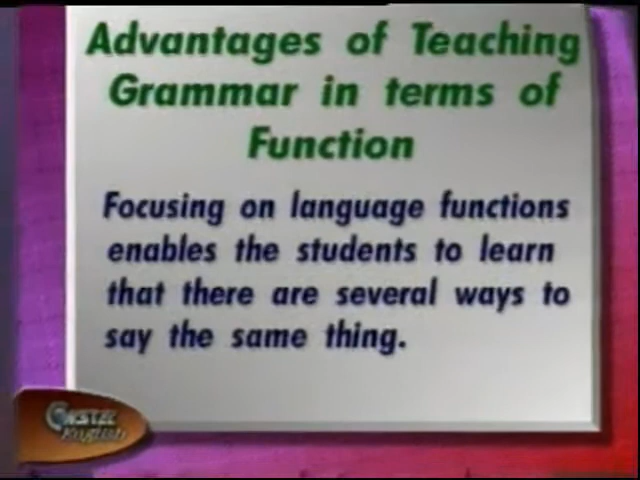 Advantages of Teaching
Grammar in terms of
Function
Focusing on language functions
enables the students to learn
that there are several ways to
say the same thing.
English